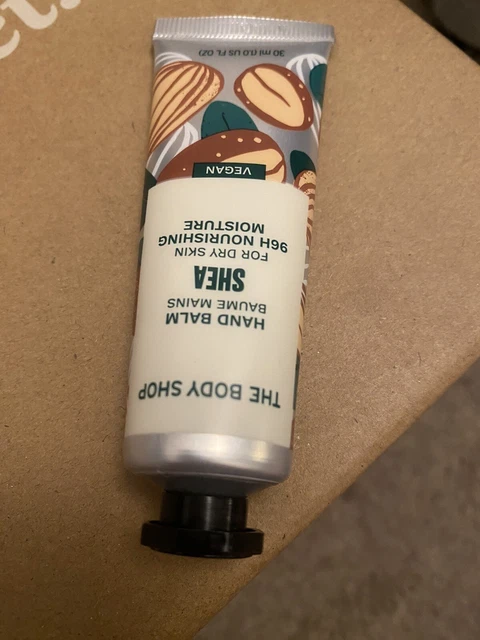 THE BODY SHOP
HAND BALM
BAUME MAINS
SHEA
FOR DRY SKIN
96H NOURISHING
MOISTURE
VEGAN
30 ml (1.0 US FL OZ)